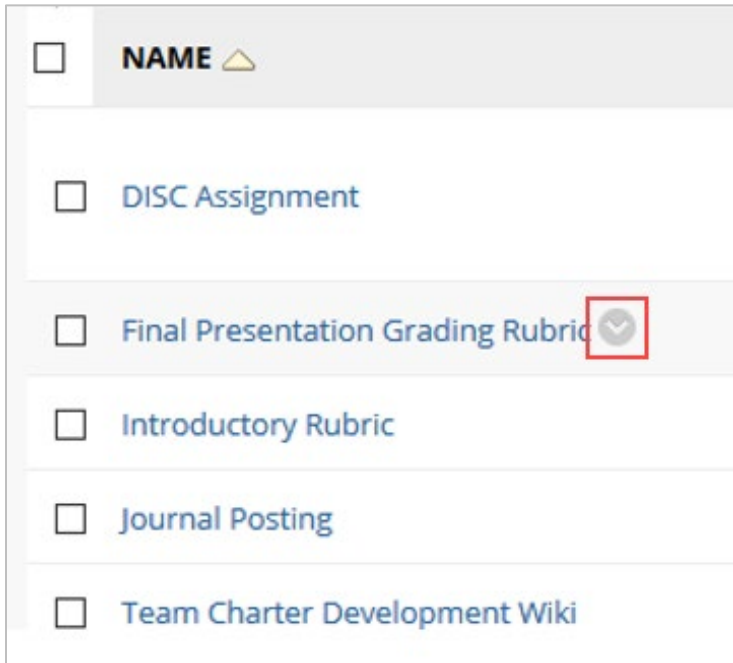 NAME
DISC Assignment
Final Presentation Grading Rubric
Introductory Rubric
Journal Posting
Team Charter Development Wiki